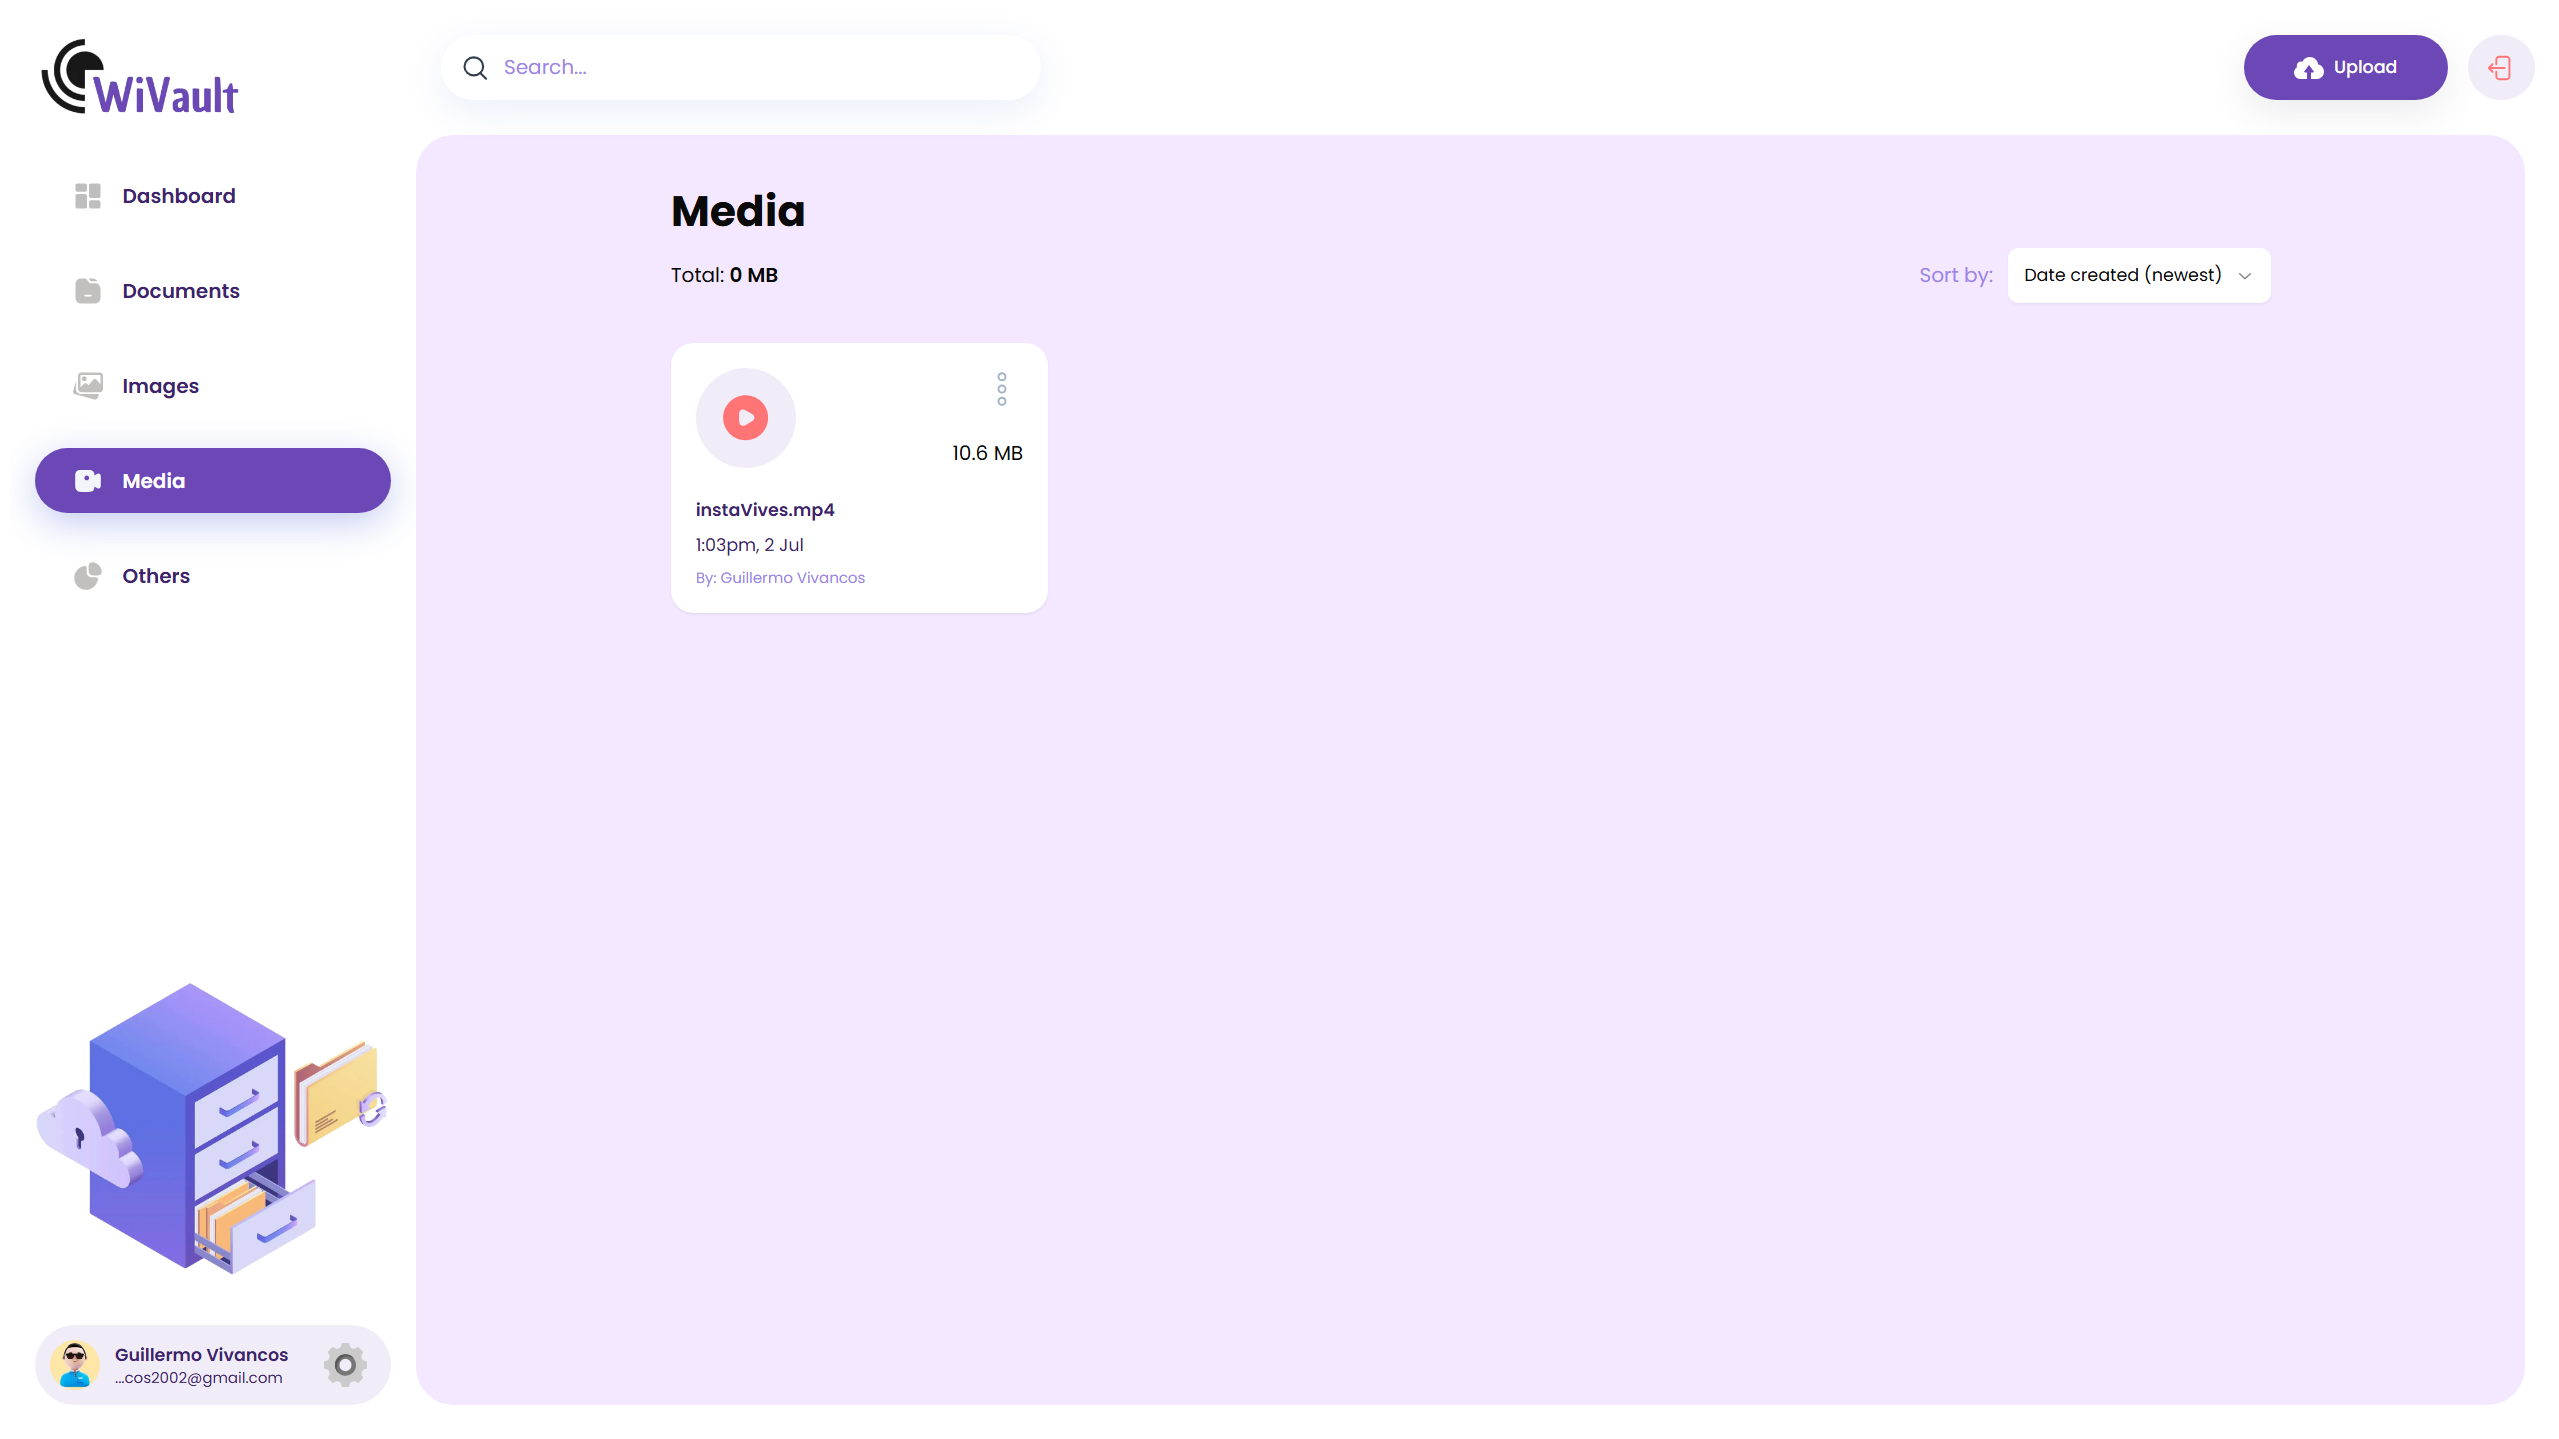 WiVault
Search...
Upload
Dashboard
Documents
Images
Media
Others
Media
Total: 0 MB
Sort by:
Date created (newest)
10.6 MB
instaVives.mp4
1:03pm, 2 Jul
By: Guillermo Vivancos
Guillermo Vivancos
...cos2002@gmail.com